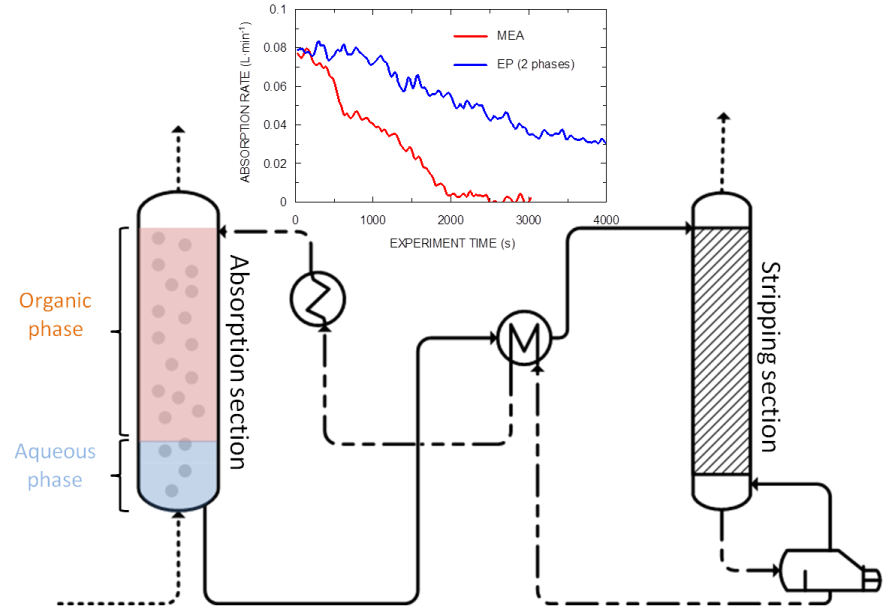 0.1
0.08
0.06
0.04
0.02
0
ABSORPTION RATE (L·min⁻¹)
MEA
EP (2 phases)
0
1000
2000
3000
4000
EXPERIMENT TIME (s)
Organic
phase
Aqueous
phase
Absorption section
Stripping section